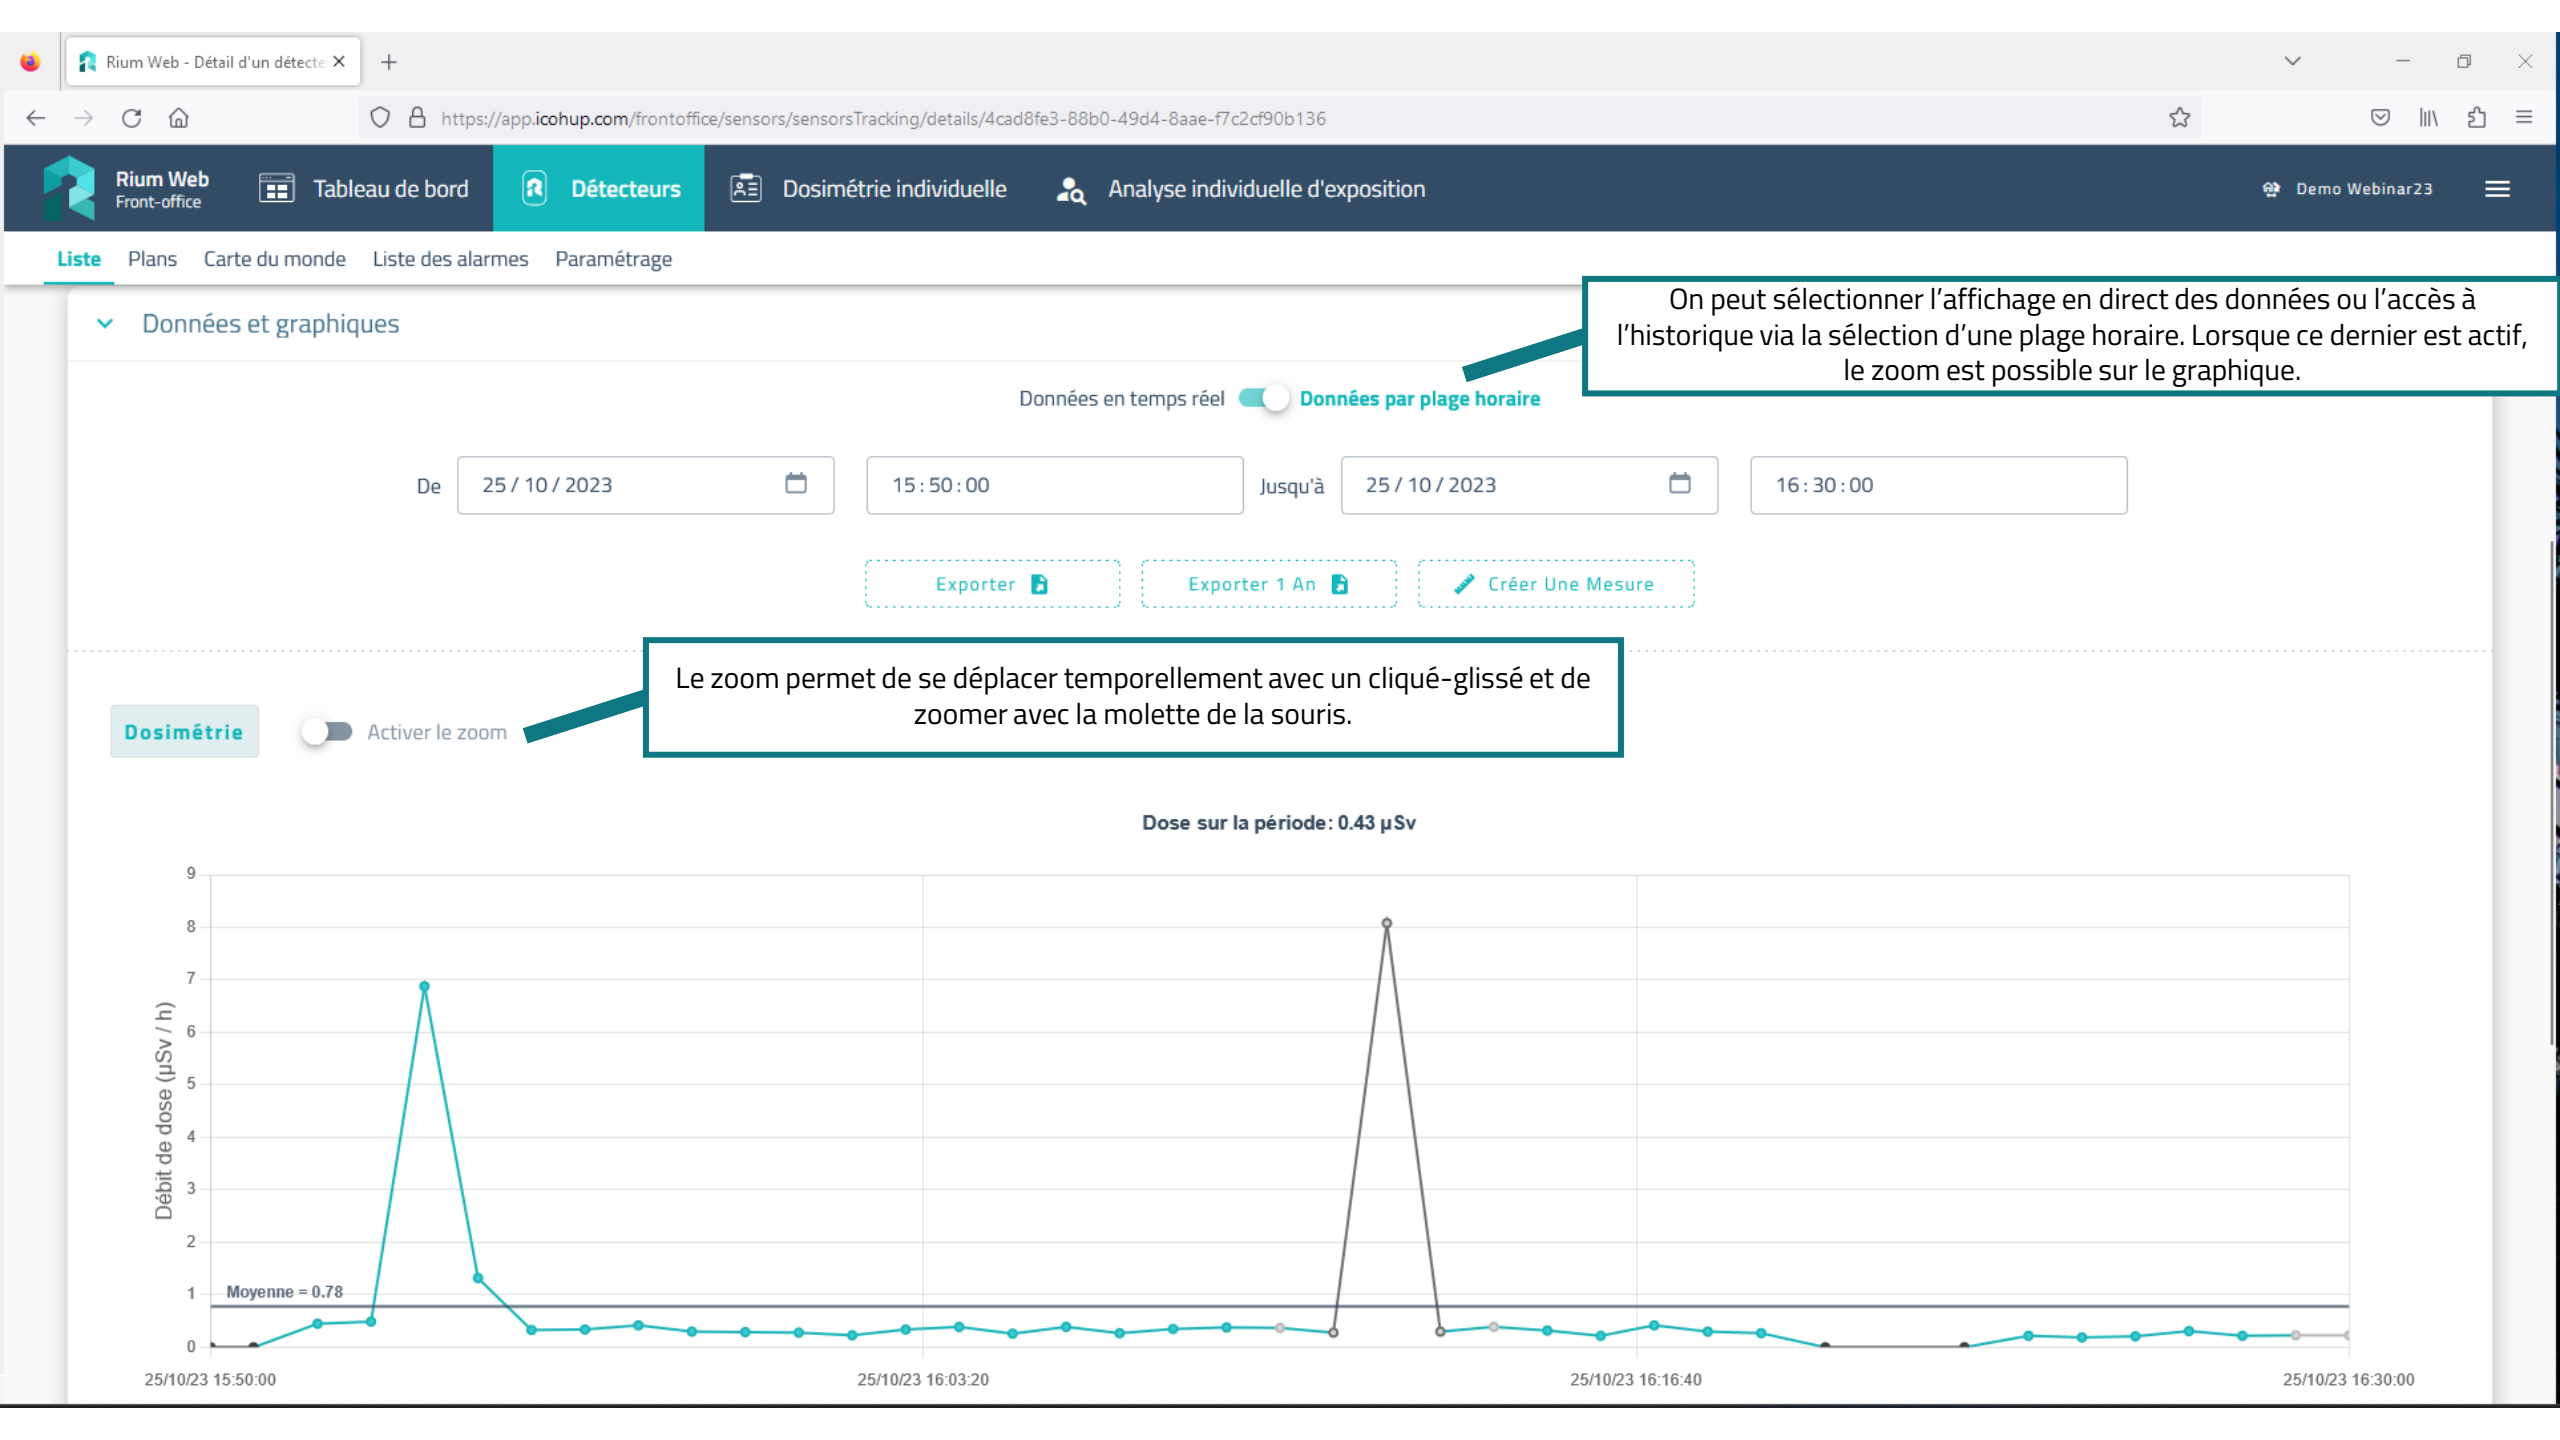 Rium Web - Détail d'un détecte
https://app.icohup.com/frontoffice/sensors/sensorsTracking/details/4cad8fe3-88b0-49d4-8aae-f7c2cf90b136
Rium Web
Front-office
Tableau de bord
Détecteurs
Dosimétrie individuelle
Analyse individuelle d'exposition
Demo Webinar23
Liste Plans Carte du monde Liste des alarmes Paramétrage
On peut sélectionner l'affichage en direct des données ou l'accès à
l'historique via la sélection d'une plage horaire. Lorsque ce dernier est actif,
le zoom est possible sur le graphique.
Données et graphiques
Données en temps réel Données par plage horaire
De 25 / 10 / 2023 15 : 50 : 00 Jusqu'à 25 / 10 / 2023 16 : 30 : 00
Exporter Exporter 1 An Créer Une Mesure
Le zoom permet de se déplacer temporellement avec un cliqué-glissé et de
zoomer avec la molette de la souris.
Dosimétrie Activer le zoom
Dose sur la période: 0.43 µSv
Débit de dose (µSv / h)
9
8
7
6
5
4
3
2
1
0
Moyenne = 0.78
25/10/23 15:50:00 25/10/23 16:03:20 25/10/23 16:16:40 25/10/23 16:30:00